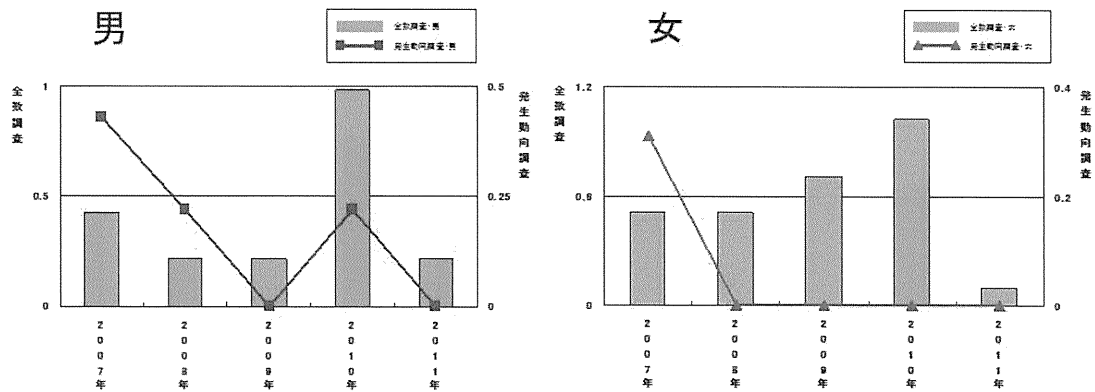 男
全数調査・男
発生動向調査・男
全数調査
1
0.5
0
発生動向調査
0.5
0.25
0
2007年
2008年
2009年
2010年
2011年
女
全数調査・女
発生動向調査・女
全数調査
1.2
0.6
0
発生動向調査
0.4
0.2
0
2007年
2008年
2009年
2010年
2011年